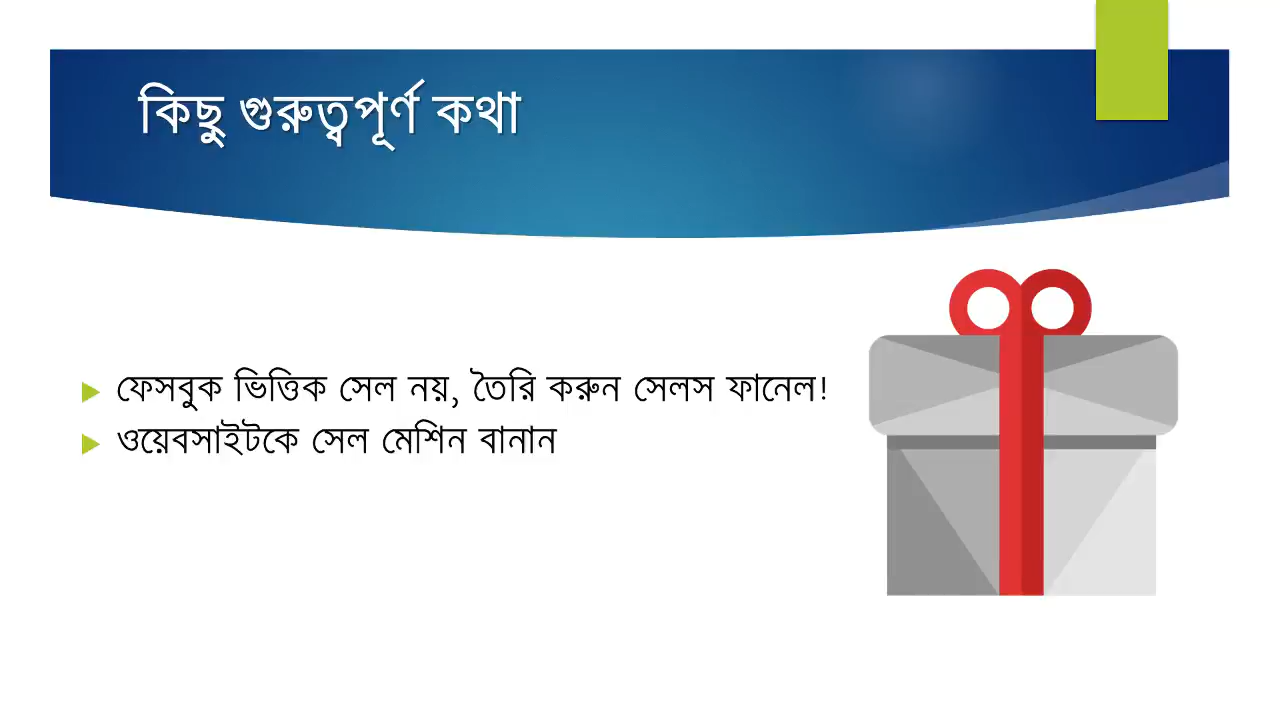 কিছু গুরুত্বপূর্ণ কথা
ফেসবুক ভিত্তিক সেল নয়, তৈরি করুন সেলস ফানেল!
ওয়েবসাইটকে সেল মেশিন বানান